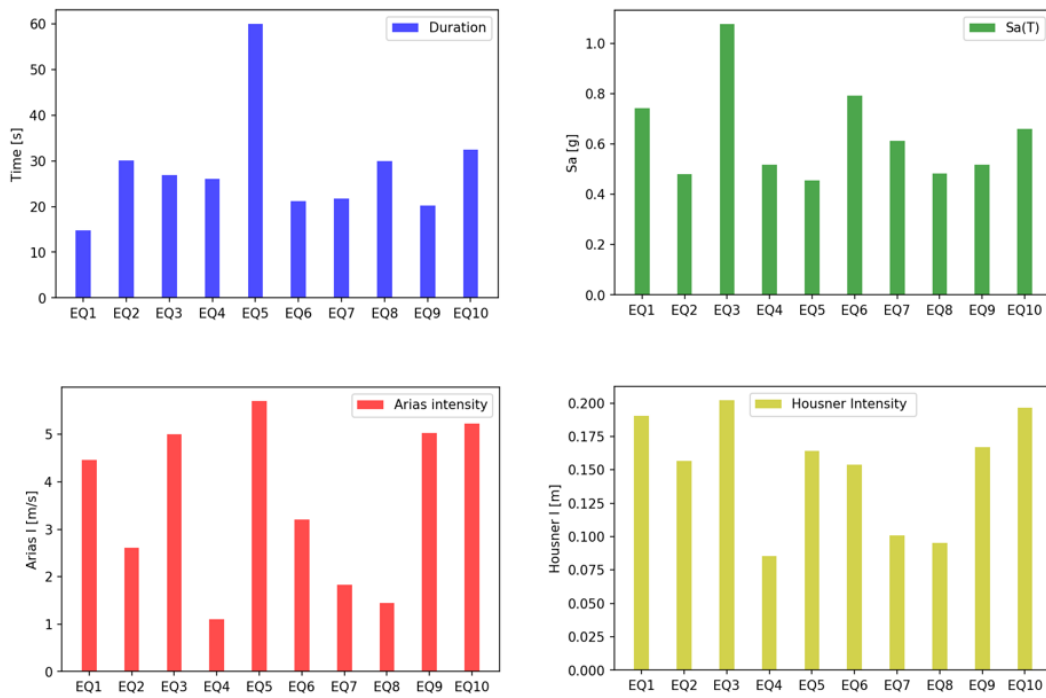 Duration
Time [s]
60
50
40
30
20
10
0
EQ1 EQ2 EQ3 EQ4 EQ5 EQ6 EQ7 EQ8 EQ9 EQ10
Sa(T)
Sa [g]
1.0
0.8
0.6
0.4
0.2
0.0
EQ1 EQ2 EQ3 EQ4 EQ5 EQ6 EQ7 EQ8 EQ9 EQ10
Arias intensity
Arias I [m/s]
5
4
3
2
1
0
EQ1 EQ2 EQ3 EQ4 EQ5 EQ6 EQ7 EQ8 EQ9 EQ10
Housner Intensity
Housner I [m]
0.200
0.175
0.150
0.125
0.100
0.075
0.050
0.025
0.000
EQ1 EQ2 EQ3 EQ4 EQ5 EQ6 EQ7 EQ8 EQ9 EQ10